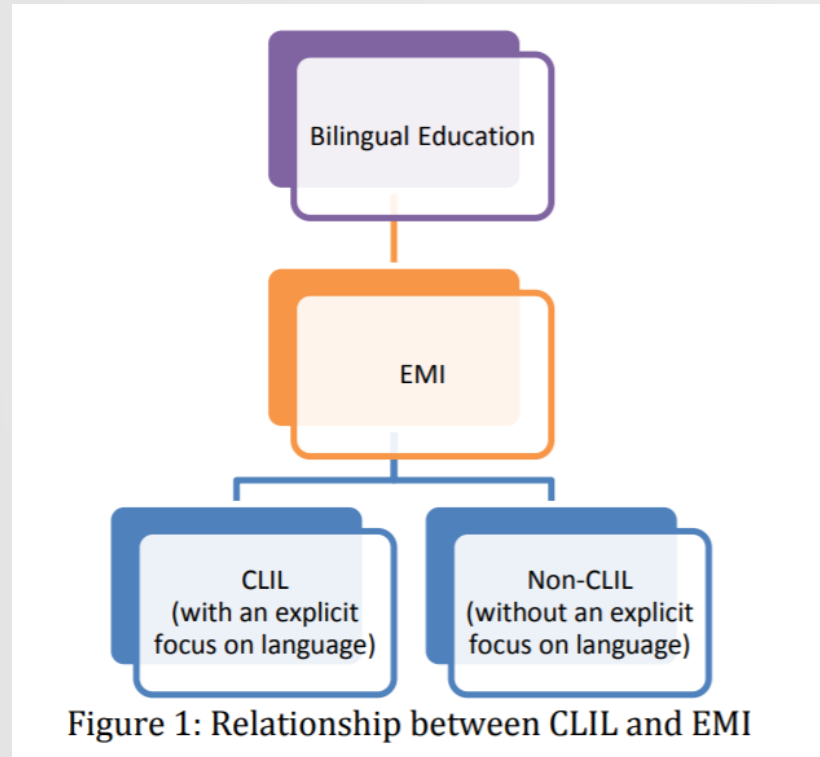 Bilingual Education
EMI
CLIL
(with an explicit
focus on language)
Non-CLIL
(without an explicit
focus on language)
Figure 1: Relationship between CLIL and EMI